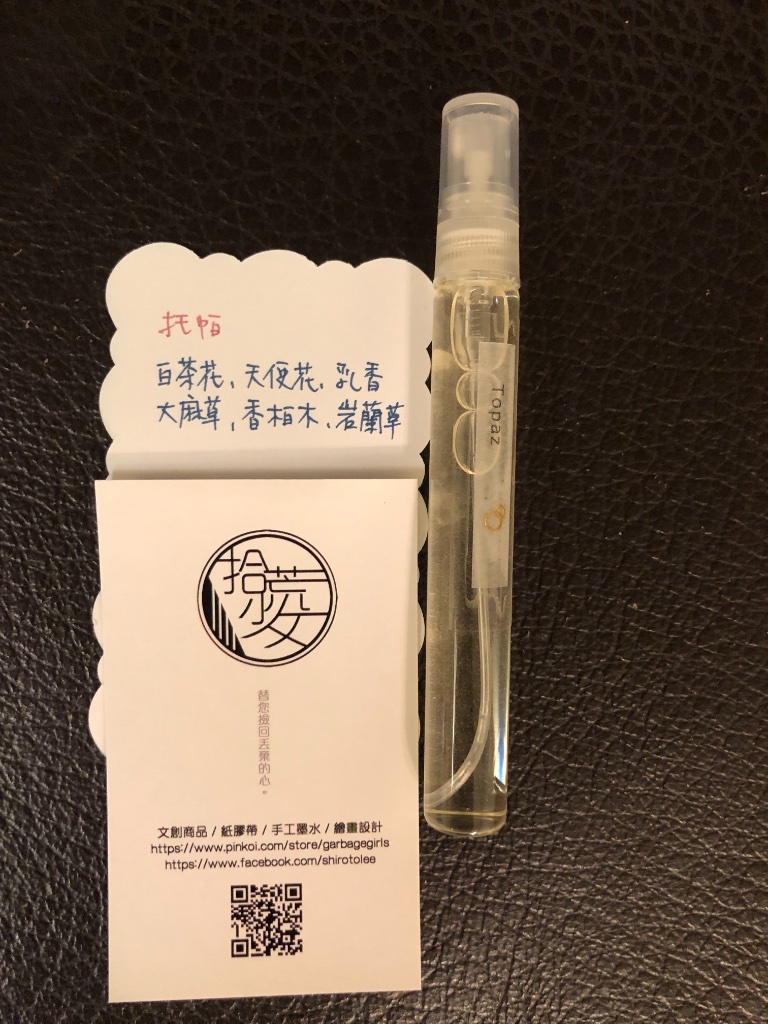 托帕
白茶花、天使花、乳香
大麻草、香柏木、岩蘭草
Topaz
拾荒女
替您撿回丟棄的心。
文創商品 / 紙膠帶 / 手工墨水 / 繪畫設計
https://www.pinkoi.com/store/garbagegirls
https://www.facebook.com/shirotolee